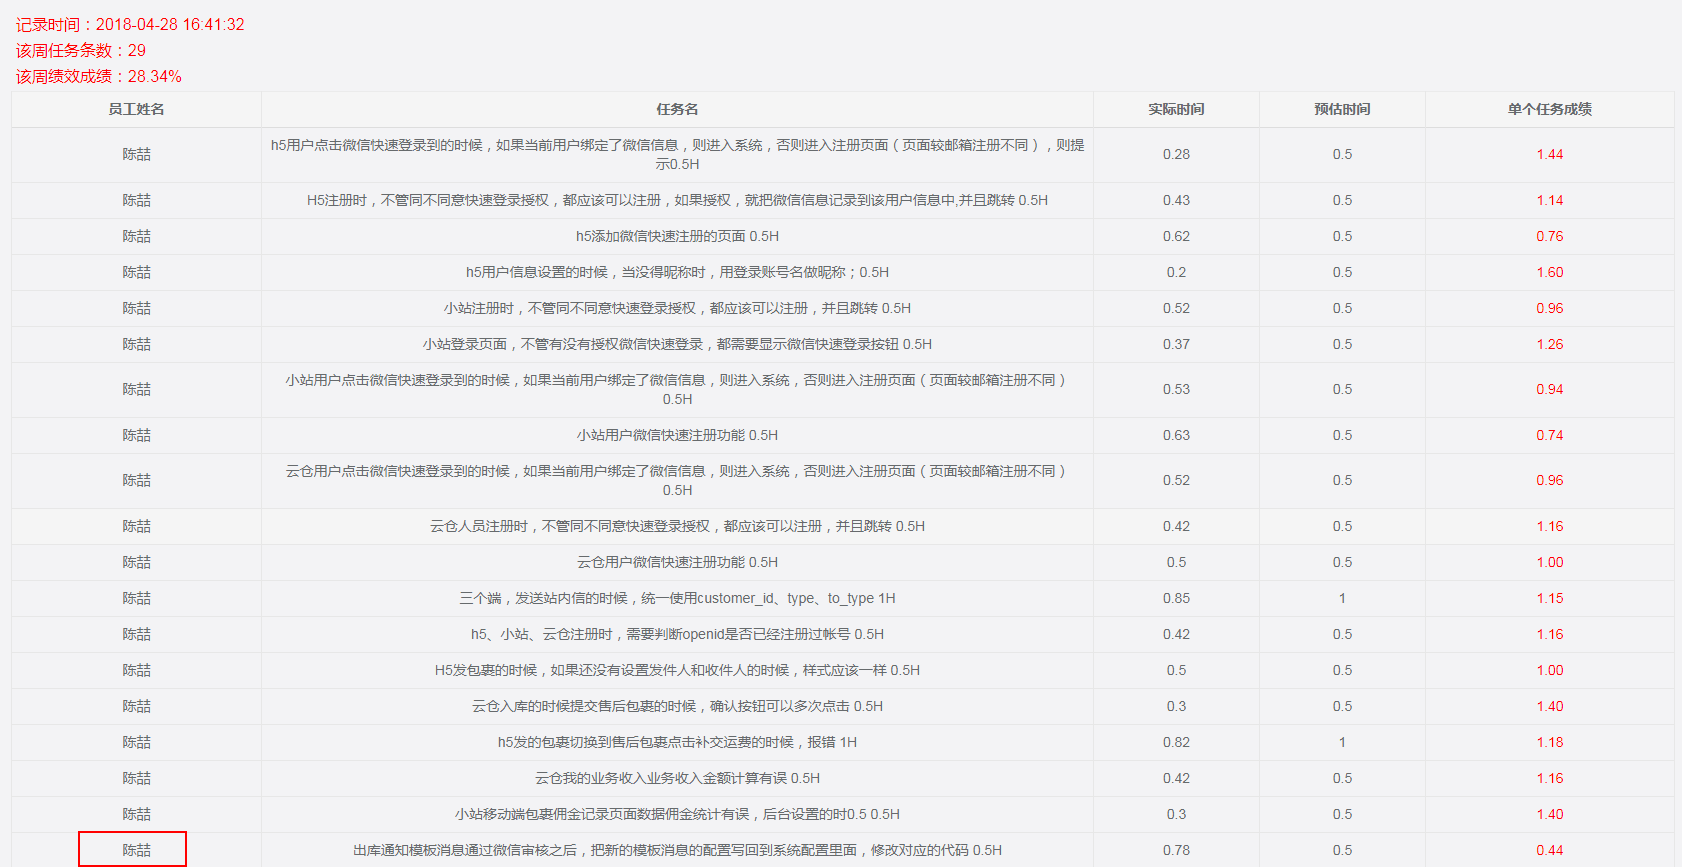 记录时间：2018-04-28 16:41:32
该周任务条数：29
该周绩效成绩：28.34%
员工姓名 任务名 实际时间 预估时间 单个任务成绩
陈喆 h5用户点击微信快速登录到的时候，如果当前用户绑定了微信信息，则进入系统，否则进入注册页面（页面较邮箱注册不同），则提 0.28 0.5 1.44
示0.5H
陈喆 H5注册时，不管同不同意快速登录授权，都应该可以注册，如果授权，就把微信信息记录到该用户信息中,并且跳转 0.5H 0.43 0.5 1.14
陈喆 h5添加微信快速注册的页面 0.5H 0.62 0.5 0.76
陈喆 h5用户信息设置的时候，当没得昵称时，用登录账号名做昵称；0.5H 0.2 0.5 1.60
陈喆 小站注册时，不管同不同意快速登录授权，都应该可以注册，并且跳转 0.5H 0.52 0.5 0.96
陈喆 小站登录页面，不管有没有授权微信快速登录，都需要显示微信快速登录按钮 0.5H 0.37 0.5 1.26
陈喆 小站用户点击微信快速登录到的时候，如果当前用户绑定了微信信息，则进入系统，否则进入注册页面（页面较邮箱注册不同） 0.53 0.5 0.94
0.5H
陈喆 小站用户微信快速注册功能 0.5H 0.63 0.5 0.74
陈喆 云仓用户点击微信快速登录到的时候，如果当前用户绑定了微信信息，则进入系统，否则进入注册页面（页面较邮箱注册不同） 0.52 0.5 0.96
0.5H
陈喆 云仓人员注册时，不管同不同意快速登录授权，都应该可以注册，并且跳转 0.5H 0.42 0.5 1.16
陈喆 云仓用户微信快速注册功能 0.5H 0.5 0.5 1.00
陈喆 三个端，发送站内信的时候，统一使用customer_id、type、to_type 1H 0.85 1 1.15
陈喆 h5、小站、云仓注册时，需要判断openid是否已经注册过帐号 0.5H 0.42 0.5 1.16
陈喆 H5发包裹的时候，如果还没有设置发件人和收件人的时候，样式应该一样 0.5H 0.5 0.5 1.00
陈喆 云仓入库的时候提交售后包裹的时候，确认按钮可以多次点击 0.5H 0.3 0.5 1.40
陈喆 h5发的包裹切换到售后包裹点击补交运费的时候，报错 1H 0.82 1 1.18
陈喆 云仓我的业务收入业务收入金额计算有误 0.5H 0.42 0.5 1.16
陈喆 小站移动端包裹佣金记录页面数据佣金统计有误，后台设置的时0.5 0.5H 0.3 0.5 1.40
陈喆 出库通知模板消息通过微信审核之后，把新的模板消息的配置写回到系统配置里面，修改对应的代码 0.5H 0.78 0.5 0.44